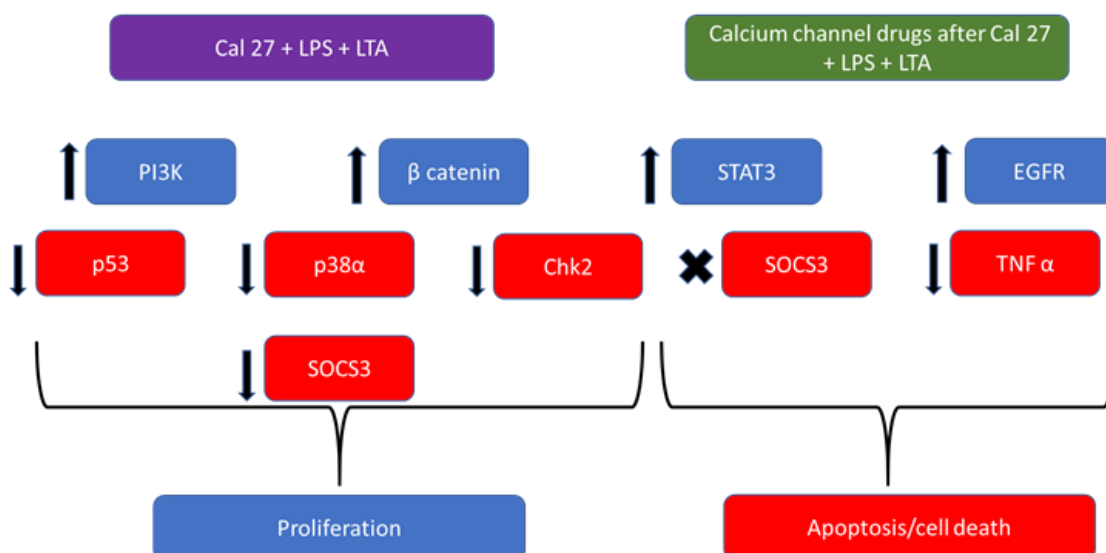 Cal 27 + LPS + LTA
Calcium channel drugs after Cal 27
+ LPS + LTA
PI3K
β catenin
STAT3
EGFR
p53
p38α
Chk2
SOCS3
TNF α
SOCS3
Proliferation
Apoptosis/cell death